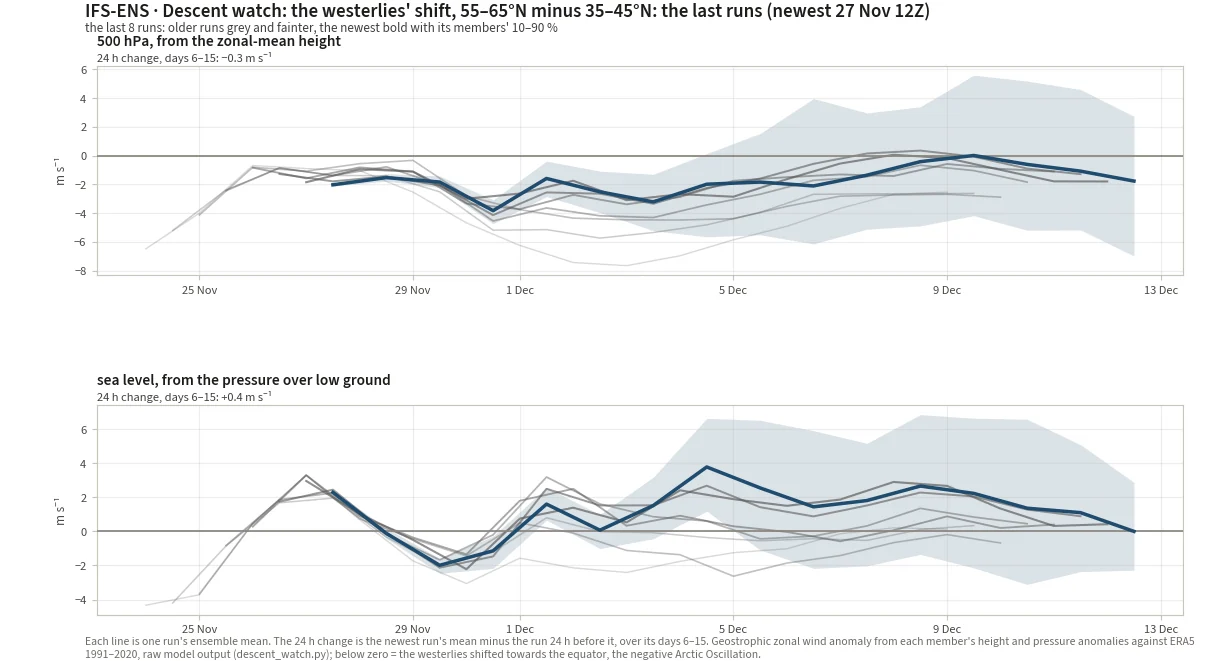 IFS-ENS · Descent watch: the westerlies' shift, 55–65°N minus 35–45°N: the last runs (newest 27 Nov 12Z)
the last 8 runs: older runs grey and fainter, the newest bold with its members' 10–90 %
500 hPa, from the zonal-mean height
24 h change, days 6–15: −0.3 m s⁻¹
6
4
2
0
−2
−4
−6
−8
m s⁻¹
25 Nov 29 Nov 1 Dec 5 Dec 9 Dec 13 Dec
sea level, from the pressure over low ground
24 h change, days 6–15: +0.4 m s⁻¹
6
4
2
0
−2
−4
m s⁻¹
25 Nov 29 Nov 1 Dec 5 Dec 9 Dec 13 Dec
Each line is one run's ensemble mean. The 24 h change is the newest run's mean minus the run 24 h before it, over its days 6–15. Geostrophic zonal wind anomaly from each member's height and pressure anomalies against ERA5
1991–2020, raw model output (descent_watch.py); below zero = the westerlies shifted towards the equator, the negative Arctic Oscillation.